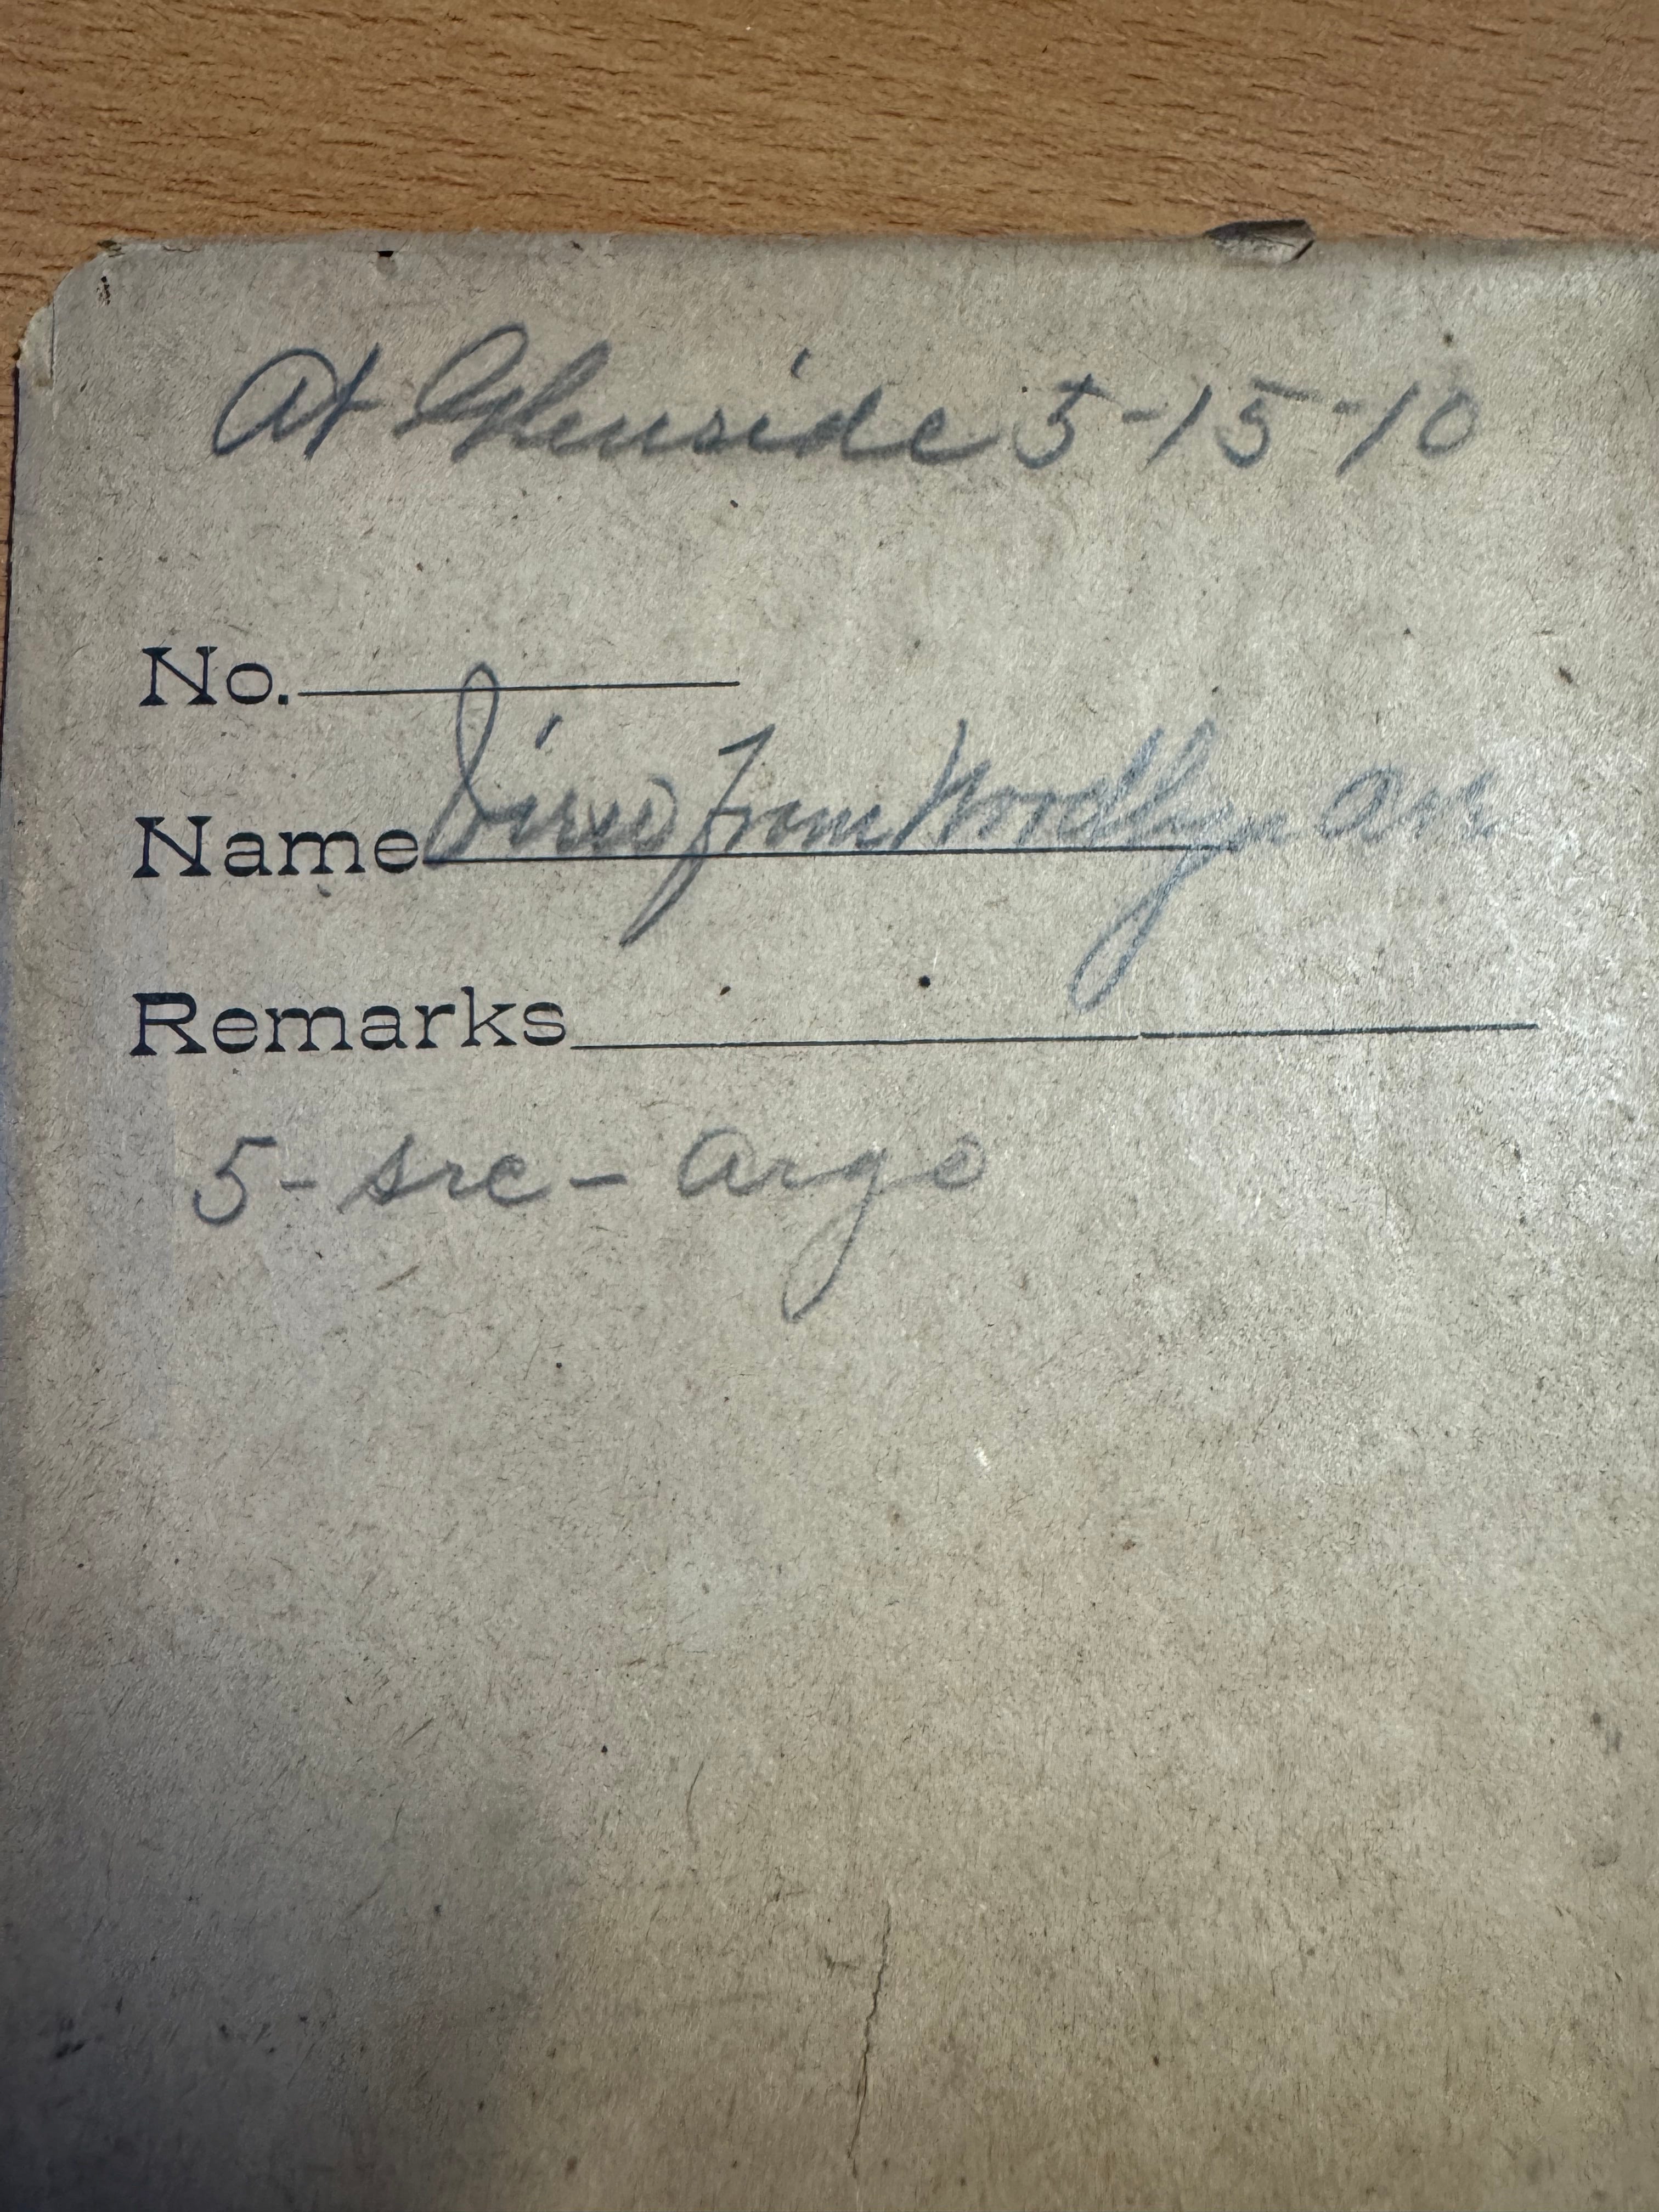 At Glenside 5-15-10
No.
Name View from Woodlyn Ave
Remarks
5- sec - Argo